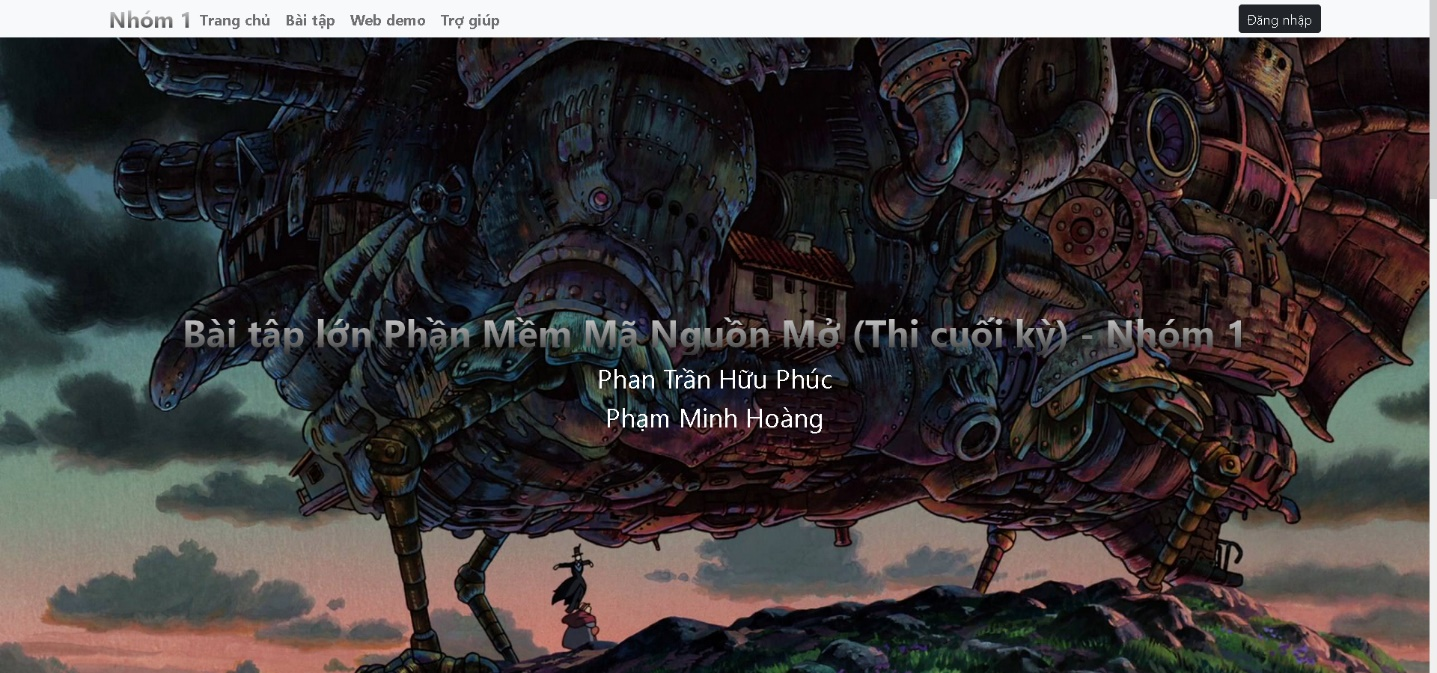 Nhóm 1 Trang chủ Bài tập Web demo Trợ giúp Đăng nhập
Bài tập lớn Phần Mềm Mã Nguồn Mở (Thi cuối kỳ) - Nhóm 1
Phan Trần Hữu Phúc
Phạm Minh Hoàng